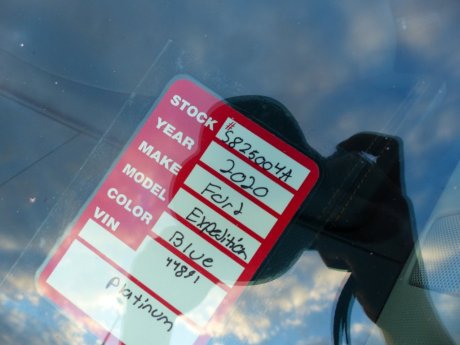 STOCK # S825004A
YEAR 2020
MAKE Ford
MODEL Expedition
COLOR Blue
VIN 44891
Platinum